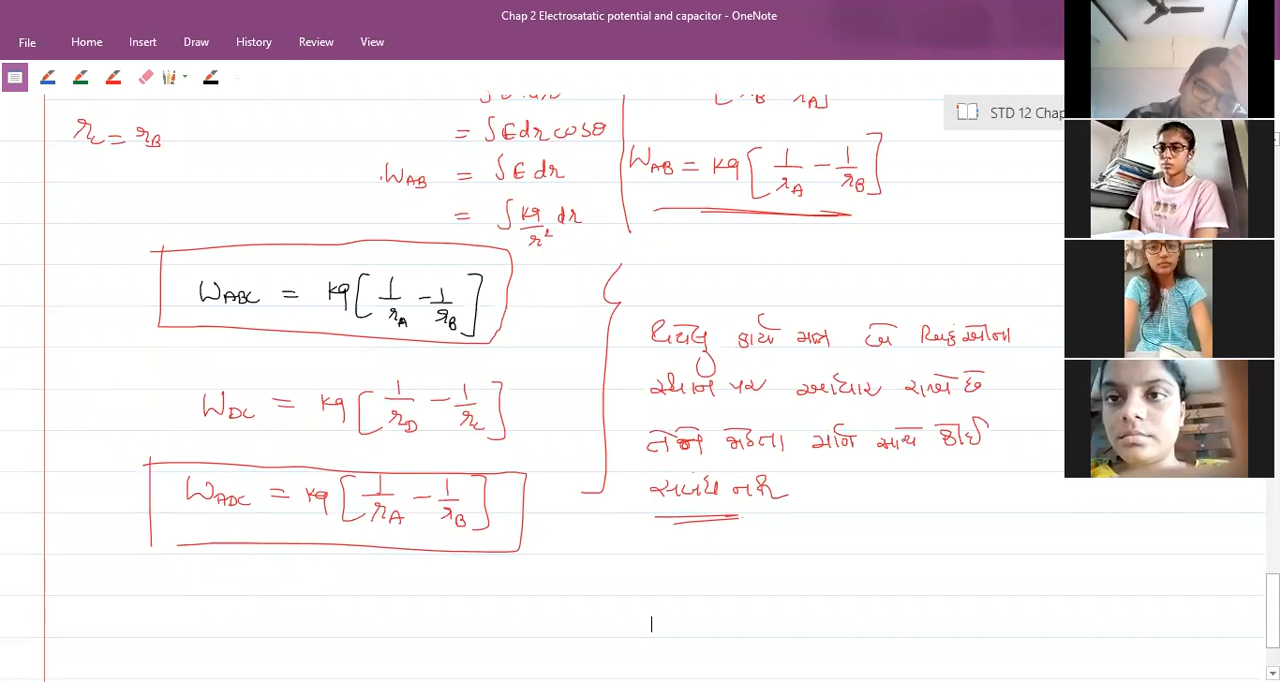 Chap 2 Electrosatatic potential and capacitor - OneNote
File Home Insert Draw History Review View
STD 12 Chap
r_C = r_B
= ∫E dr cosθ
W_AB = ∫E dr
= ∫ kq/r² dr
W_AB = kq [1/r_A − 1/r_B]
W_ABC = kq [1/r_A − 1/r_B]
W_DC = kq [1/r_D − 1/r_C]
W_ADC = kq [1/r_A − 1/r_B]
થયેલુ કાર્ય માત્ર બે બિંદુઓના
સ્થાન પર આધાર રાખે છે
તેને માર્ગ સાથે કોઈ
સબંધ નથી